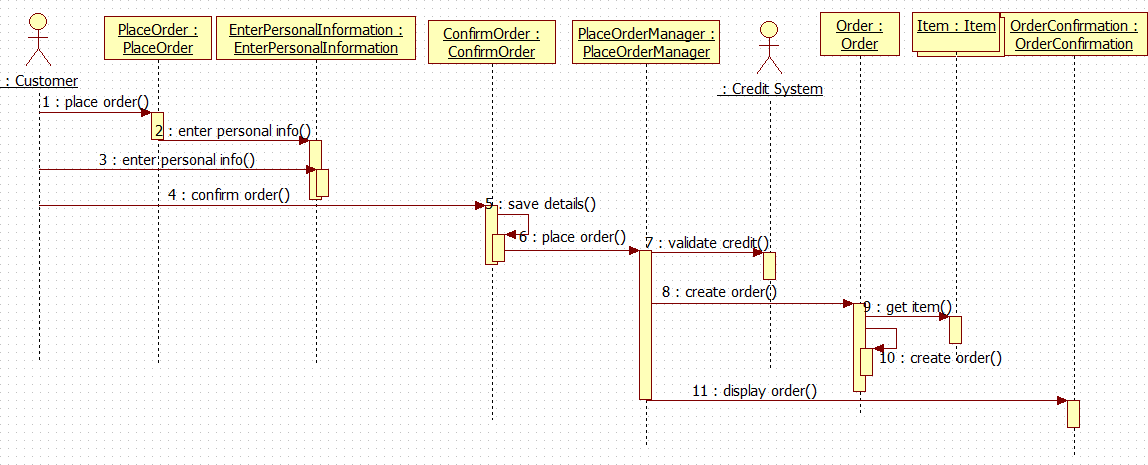 PlaceOrder :
PlaceOrder
EnterPersonalInformation :
EnterPersonalInformation
ConfirmOrder :
ConfirmOrder
PlaceOrderManager :
PlaceOrderManager
Order :
Order
Item : Item
OrderConfirmation :
OrderConfirmation
: Customer
: Credit System
1 : place order()
2 : enter personal info()
3 : enter personal info()
4 : confirm order()
5 : save details()
6 : place order()
7 : validate credit()
8 : create order()
9 : get item()
10 : create order()
11 : display order()